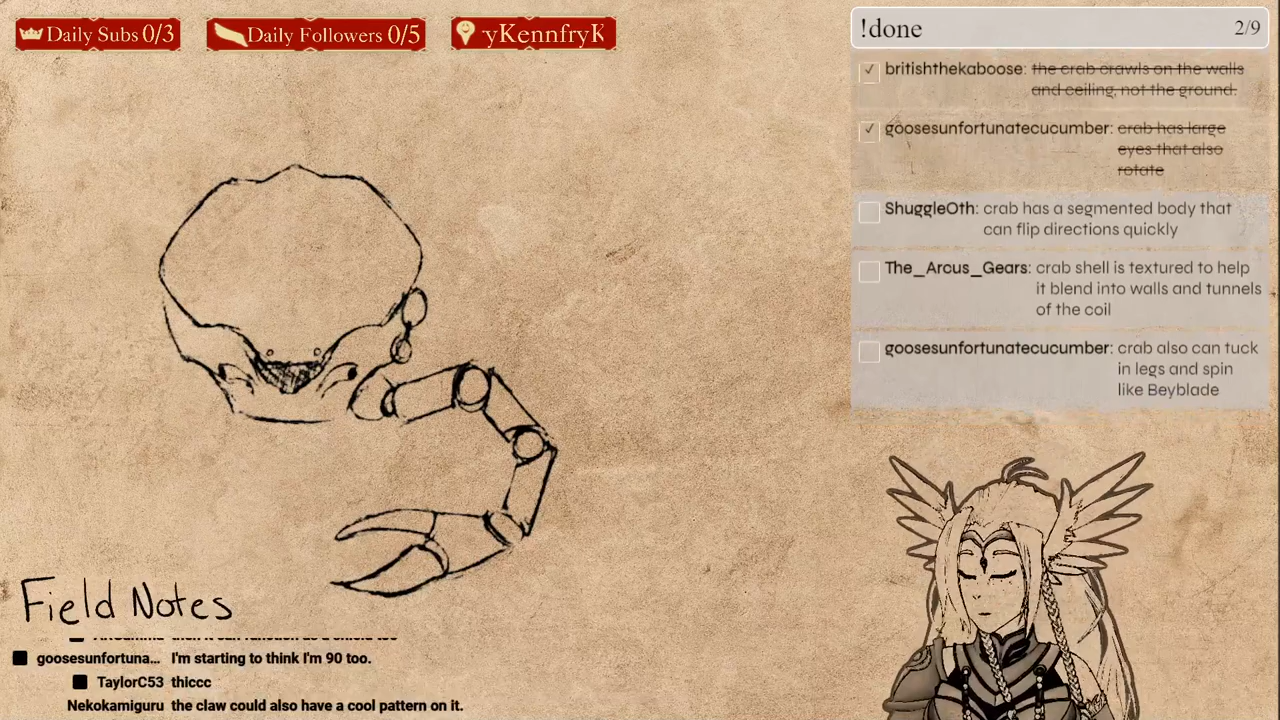 Daily Subs 0/3
Daily Followers 0/5
yKennfryK
!done
2/9
britishthekaboose: the crab crawls on the walls
and ceiling, not the ground.
goosesunfortunatecucumber: crab has large
eyes that also
rotate
ShuggleOth: crab has a segmented body that
can flip directions quickly
The_Arcus_Gears: crab shell is textured to help
it blend into walls and tunnels
of the coil
goosesunfortunatecucumber: crab also can tuck
in legs and spin
like Beyblade
Field Notes
goosesunfortuna... I'm starting to think I'm 90 too.
TaylorC53 thiccc
Nekokamiguru the claw could also have a cool pattern on it.